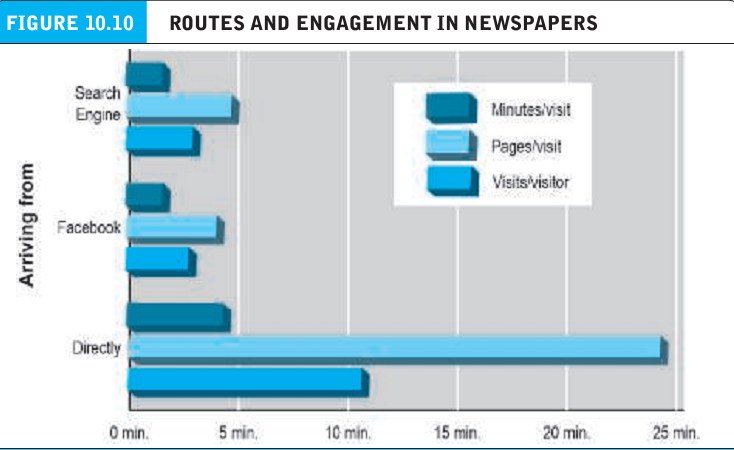 FIGURE 10.10 ROUTES AND ENGAGEMENT IN NEWSPAPERS
Arriving from
Search
Engine
Facebook
Directly
Minutes/visit
Pages/visit
Visits/visitor
0 min. 5 min. 10 min. 15 min. 20 min. 25 min.